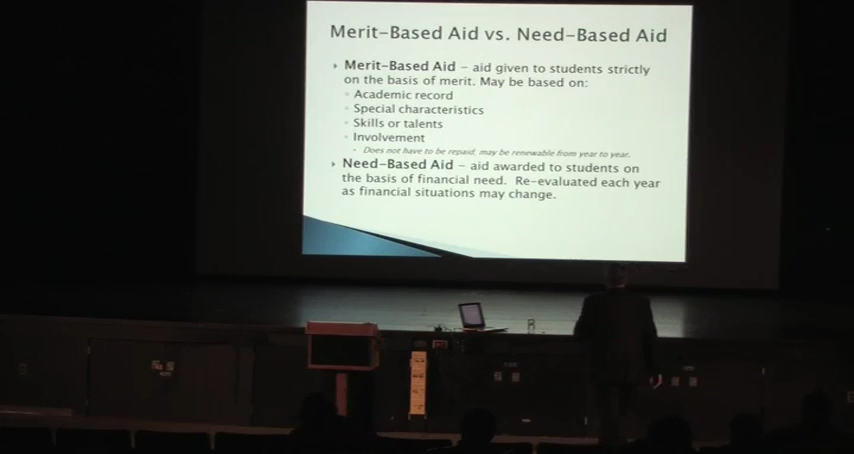 Merit-Based Aid vs. Need-Based Aid
Merit-Based Aid – aid given to students strictly
on the basis of merit. May be based on:
Academic record
Special characteristics
Skills or talents
Involvement
Does not have to be repaid, may be renewable from year to year.
Need-Based Aid – aid awarded to students on
the basis of financial need. Re-evaluated each year
as financial situations may change.